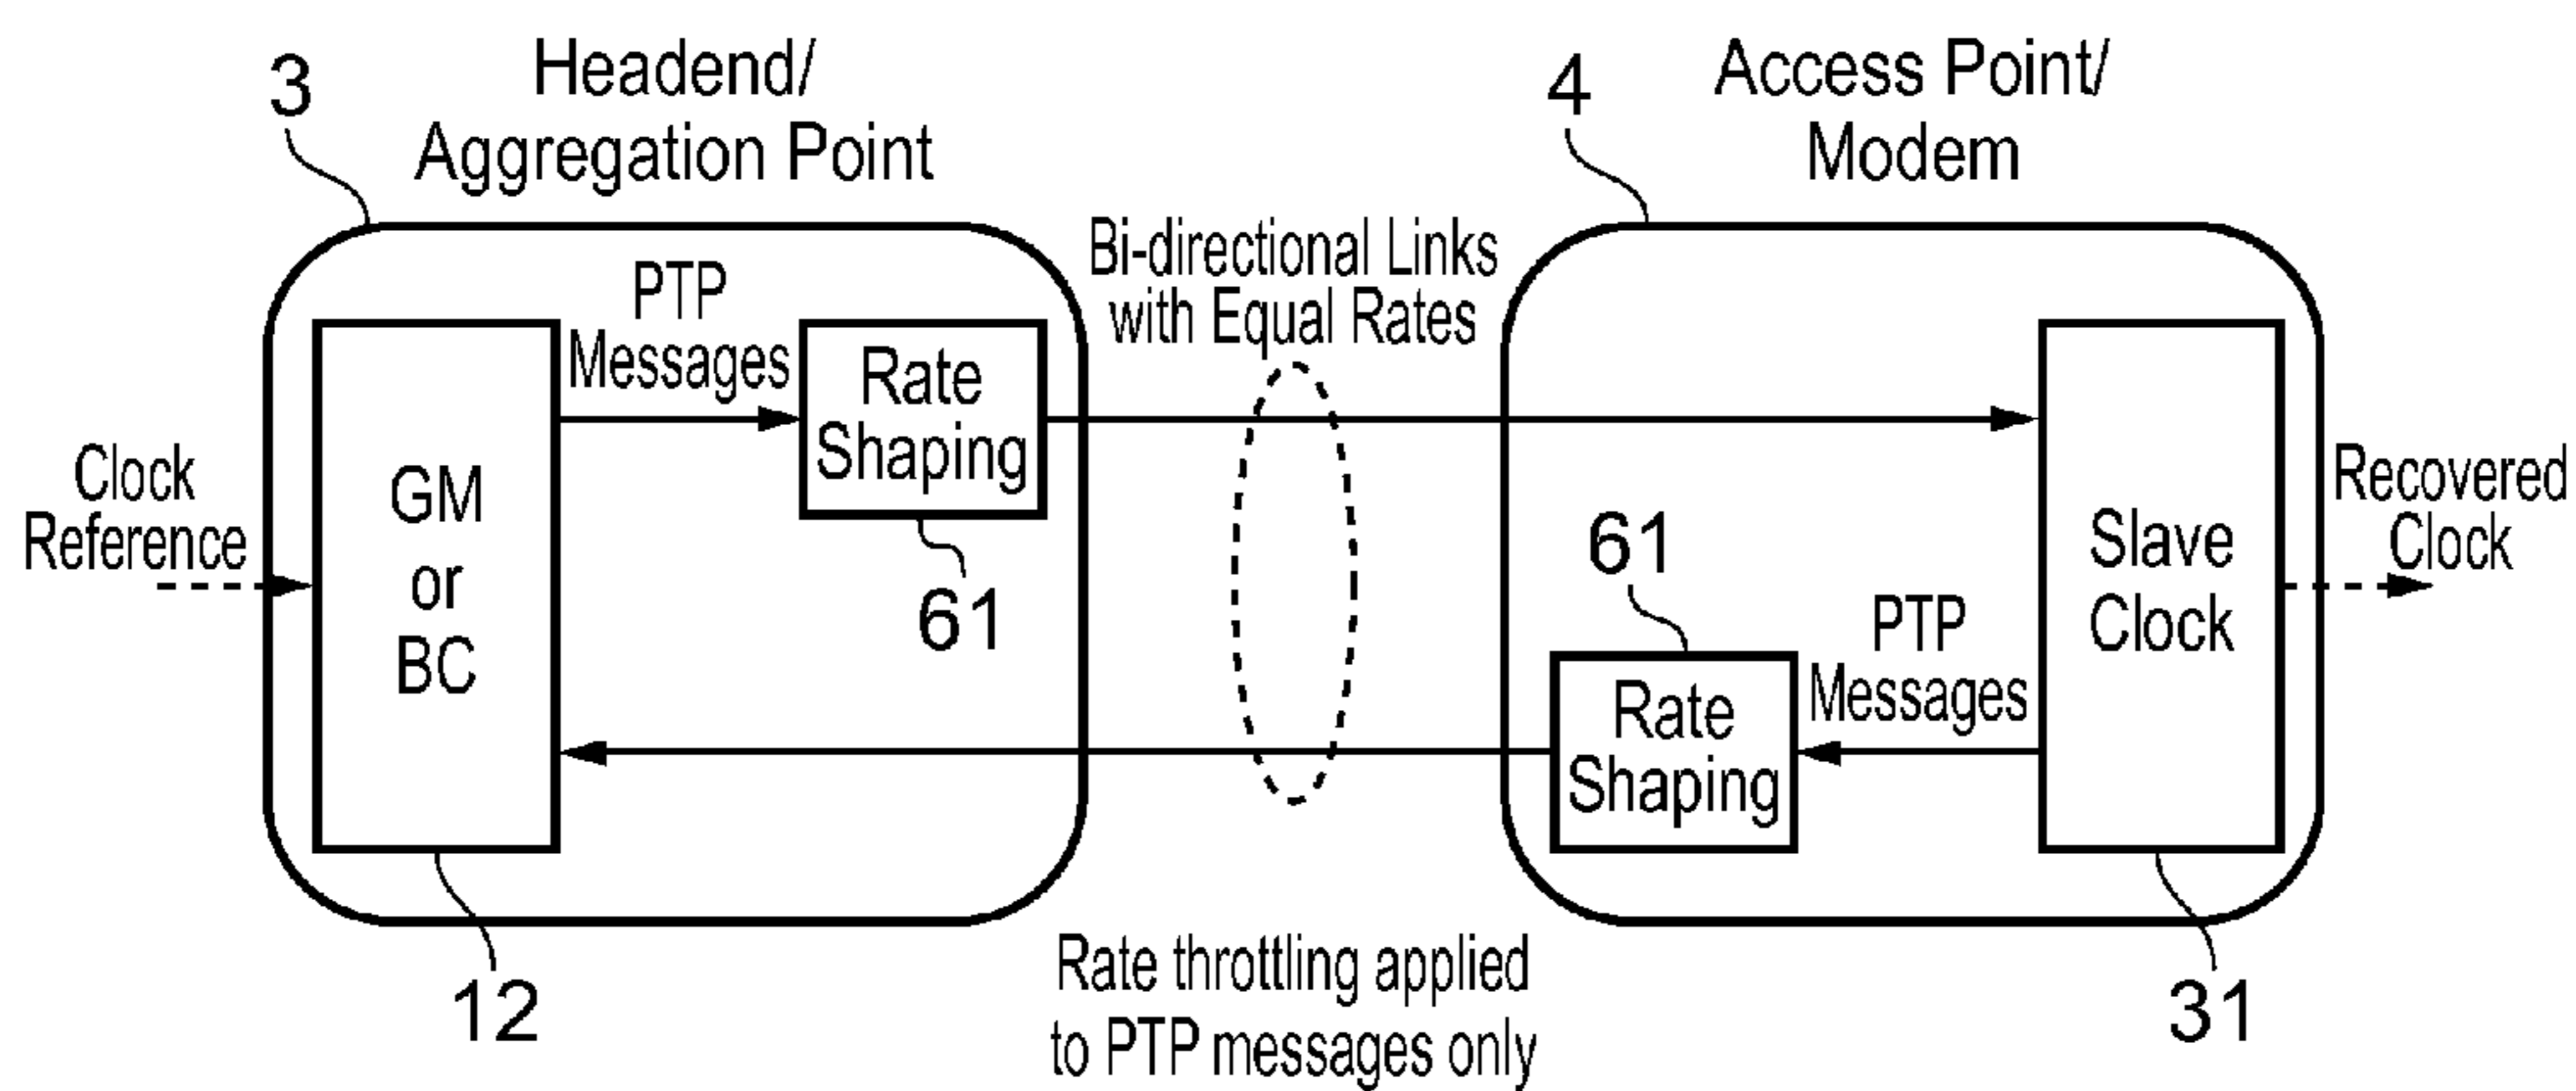 3
Headend/
Aggregation Point
4
Access Point/
Modem
Bi-directional Links
with Equal Rates
PTP
Messages
Rate
Shaping
61
Clock
Reference
GM
or
BC
12
Slave
Clock
31
Recovered
Clock
61
PTP
Messages
Rate
Shaping
Rate throttling applied
to PTP messages only